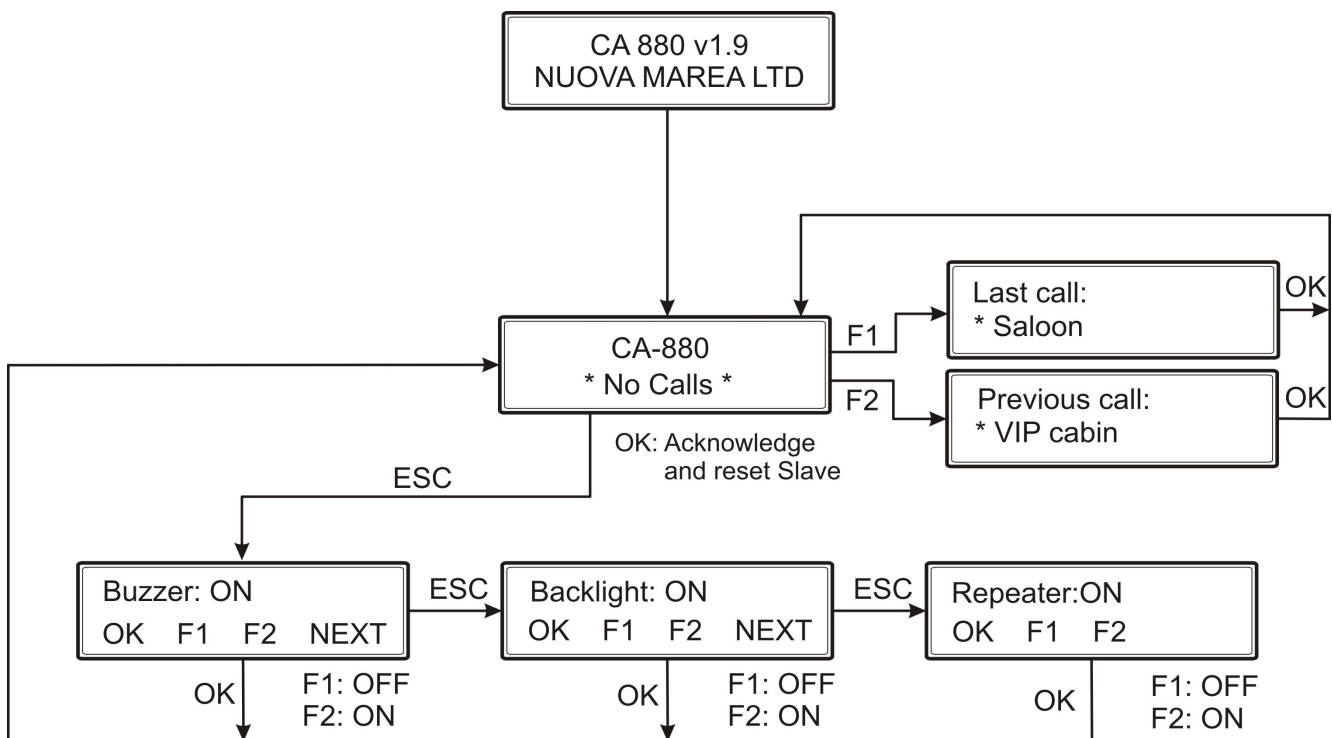 CA 880 v1.9
NUOVA MAREA LTD
Last call:
* Saloon
OK
F1
CA-880
* No Calls *
F2
Previous call:
* VIP cabin
OK
OK: Acknowledge
and reset Slave
ESC
Buzzer: ON
OK F1 F2 NEXT
ESC
Backlight: ON
OK F1 F2 NEXT
ESC
Repeater:ON
OK F1 F2
OK
F1: OFF
F2: ON
OK
F1: OFF
F2: ON
OK
F1: OFF
F2: ON